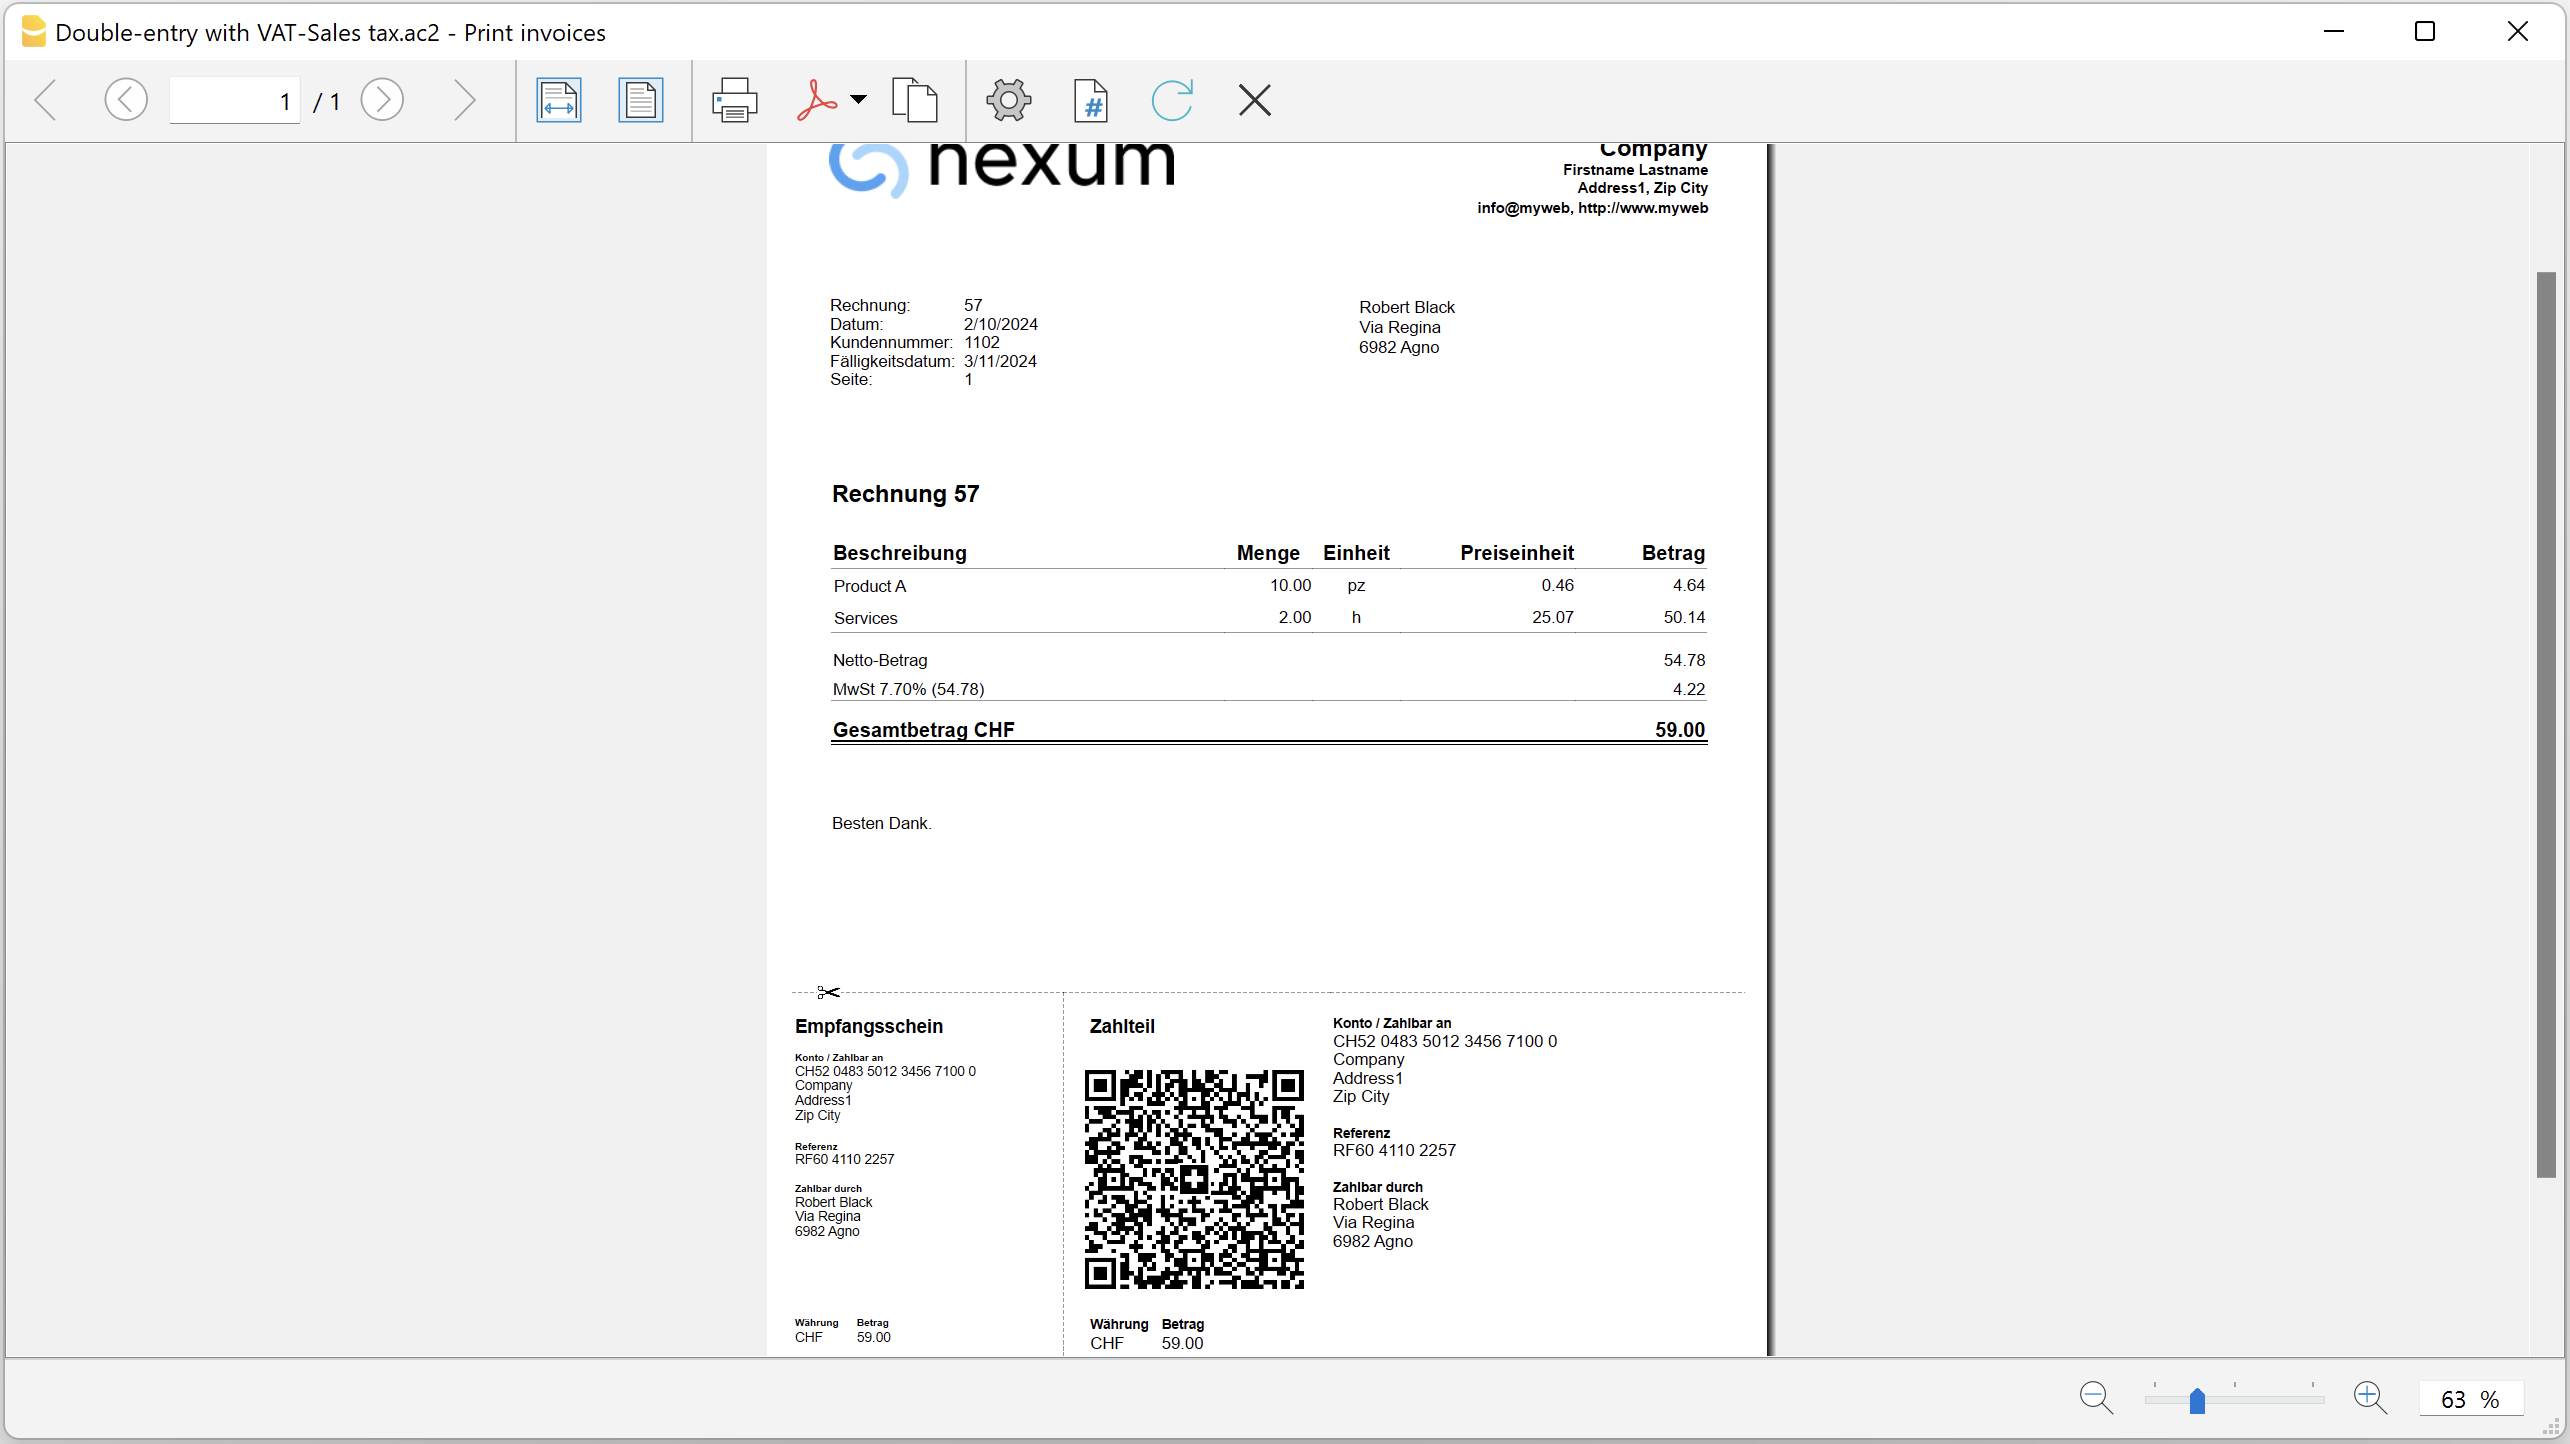 Double-entry with VAT-Sales tax.ac2 - Print invoices
1 / 1
#
nexum
Company
Firstname Lastname
Address1, Zip City
info@myweb, http://www.myweb
Rechnung: 57
Datum: 2/10/2024
Kundennummer: 1102
Fälligkeitsdatum: 3/11/2024
Seite: 1
Robert Black
Via Regina
6982 Agno
Rechnung 57
Beschreibung Menge Einheit Preiseinheit Betrag
Product A 10.00 pz 0.46 4.64
Services 2.00 h 25.07 50.14
Netto-Betrag 54.78
MwSt 7.70% (54.78) 4.22
Gesamtbetrag CHF 59.00
Besten Dank.
Empfangsschein
Konto / Zahlbar an
CH52 0483 5012 3456 7100 0
Company
Address1
Zip City
Referenz
RF60 4110 2257
Zahlbar durch
Robert Black
Via Regina
6982 Agno
Währung Betrag
CHF 59.00
Zahlteil
Währung Betrag
CHF 59.00
Konto / Zahlbar an
CH52 0483 5012 3456 7100 0
Company
Address1
Zip City
Referenz
RF60 4110 2257
Zahlbar durch
Robert Black
Via Regina
6982 Agno
63 %